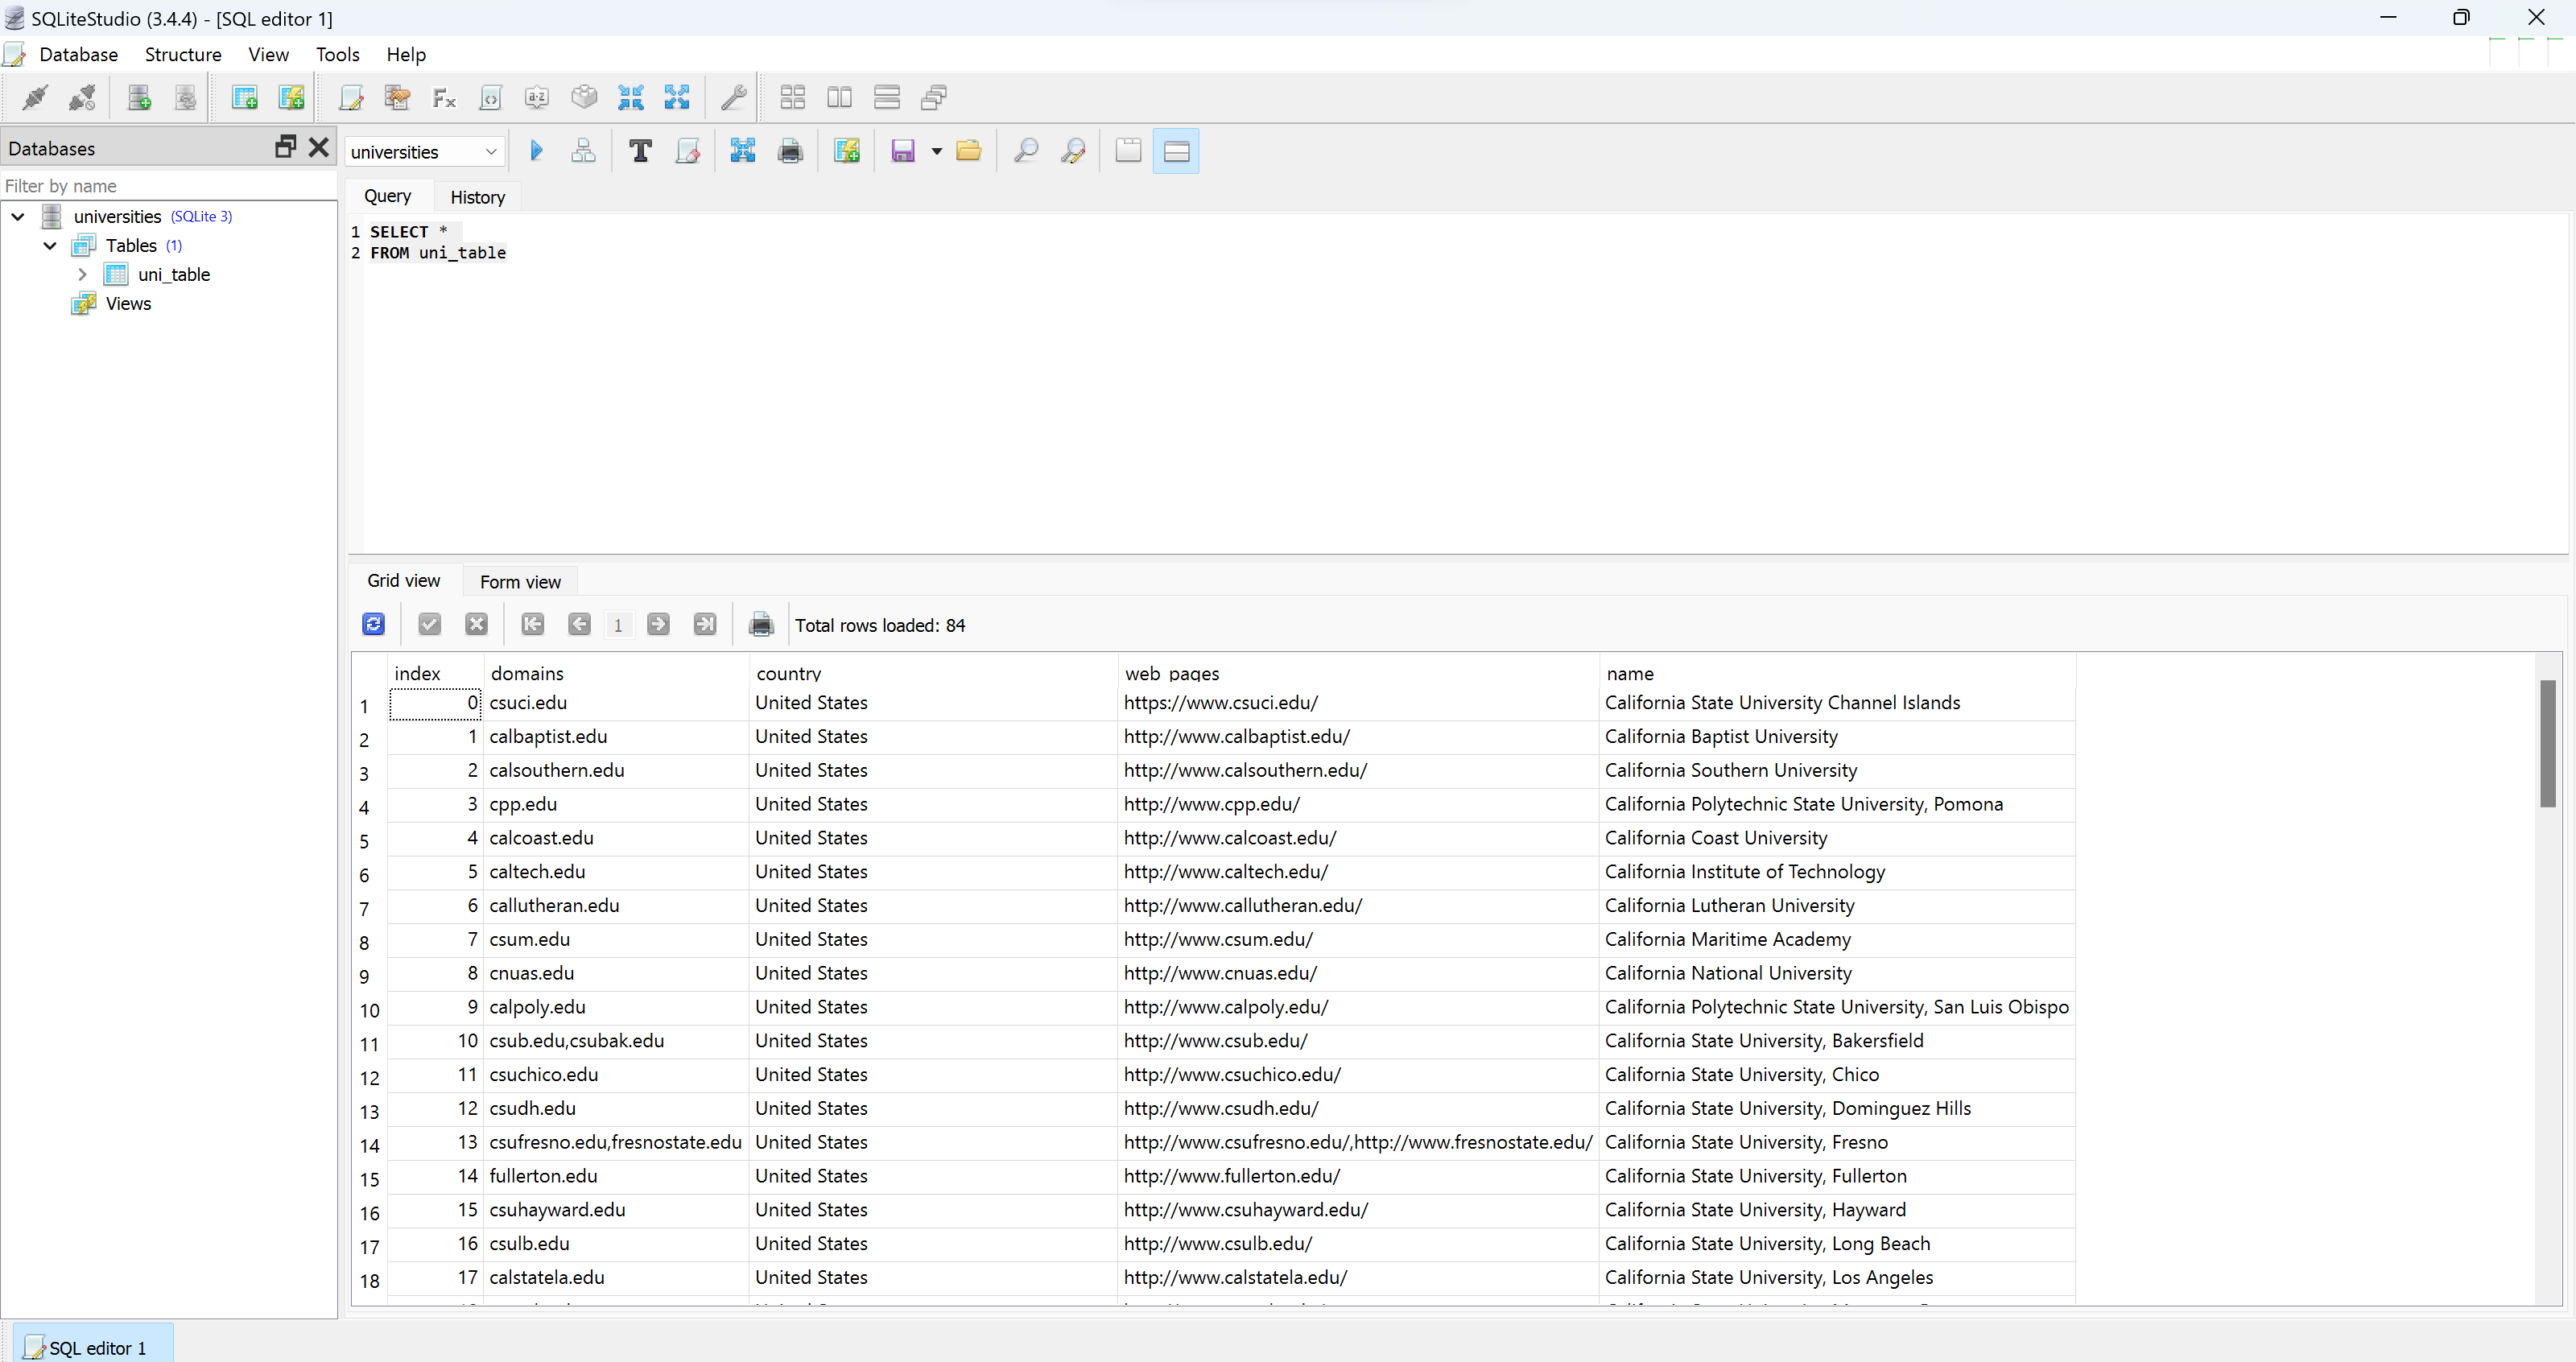 SQLiteStudio (3.4.4) - [SQL editor 1]
Database Structure View Tools Help
Databases
universities
Filter by name
Query History
universities (SQLite 3)
Tables (1)
uni_table
Views
1 SELECT *
2 FROM uni_table
Grid view Form view
1 Total rows loaded: 84
index domains country web_pages name
1 0 csuci.edu United States https://www.csuci.edu/ California State University Channel Islands
2 1 calbaptist.edu United States http://www.calbaptist.edu/ California Baptist University
3 2 calsouthern.edu United States http://www.calsouthern.edu/ California Southern University
4 3 cpp.edu United States http://www.cpp.edu/ California Polytechnic State University, Pomona
5 4 calcoast.edu United States http://www.calcoast.edu/ California Coast University
6 5 caltech.edu United States http://www.caltech.edu/ California Institute of Technology
7 6 callutheran.edu United States http://www.callutheran.edu/ California Lutheran University
8 7 csum.edu United States http://www.csum.edu/ California Maritime Academy
9 8 cnuas.edu United States http://www.cnuas.edu/ California National University
10 9 calpoly.edu United States http://www.calpoly.edu/ California Polytechnic State University, San Luis Obispo
11 10 csub.edu,csubak.edu United States http://www.csub.edu/ California State University, Bakersfield
12 11 csuchico.edu United States http://www.csuchico.edu/ California State University, Chico
13 12 csudh.edu United States http://www.csudh.edu/ California State University, Dominguez Hills
14 13 csufresno.edu,fresnostate.edu United States http://www.csufresno.edu/,http://www.fresnostate.edu/ California State University, Fresno
15 14 fullerton.edu United States http://www.fullerton.edu/ California State University, Fullerton
16 15 csuhayward.edu United States http://www.csuhayward.edu/ California State University, Hayward
17 16 csulb.edu United States http://www.csulb.edu/ California State University, Long Beach
18 17 calstatela.edu United States http://www.calstatela.edu/ California State University, Los Angeles
SQL editor 1